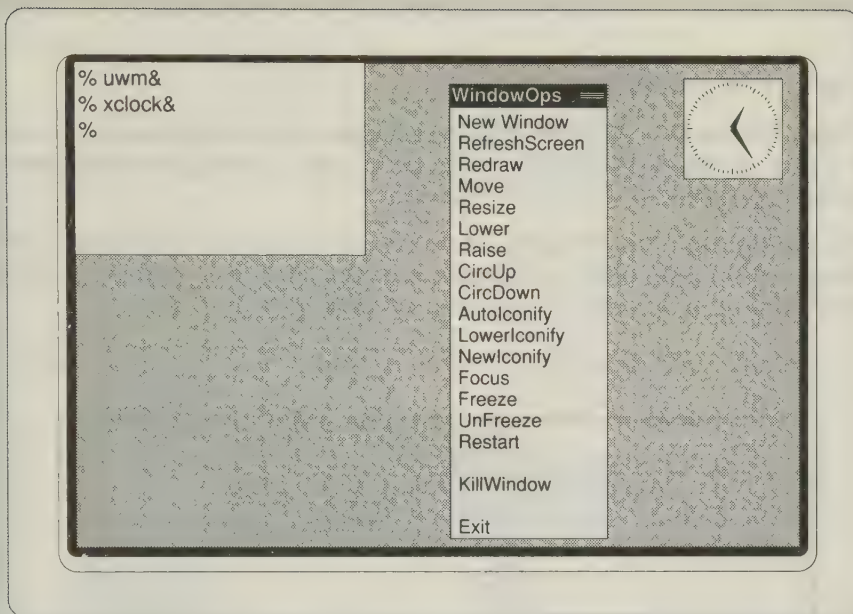 % uwm&
% xclock&
%
WindowOps
New Window
RefreshScreen
Redraw
Move
Resize
Lower
Raise
CircUp
CircDown
AutoIconify
LowerIconify
NewIconify
Focus
Freeze
UnFreeze
Restart
KillWindow
Exit